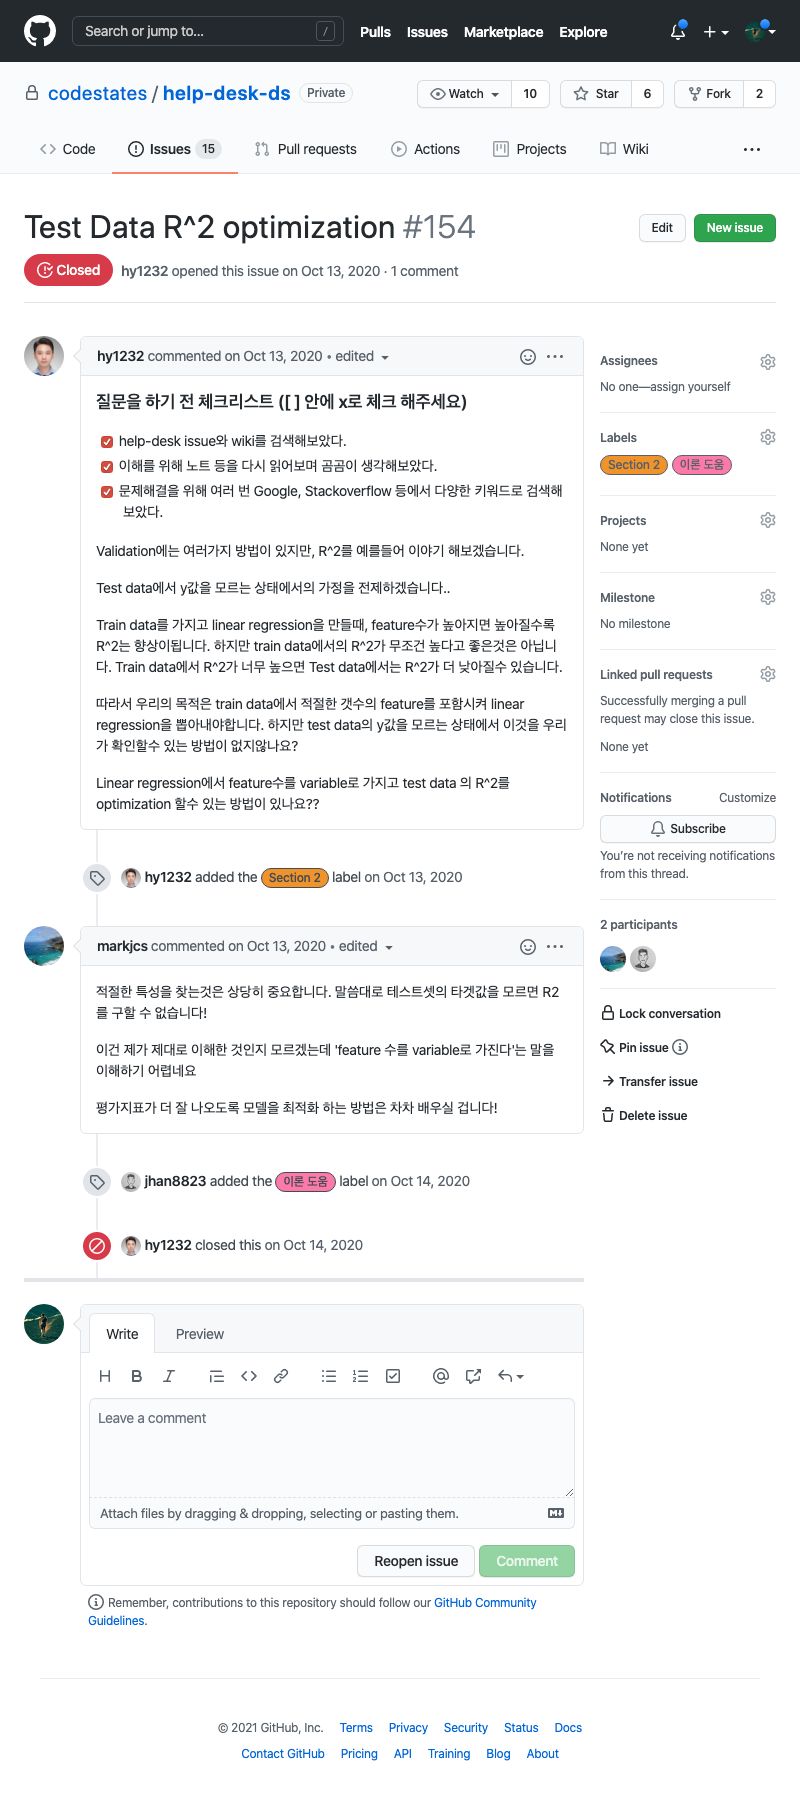 Search or jump to...
/
Pulls
Issues
Marketplace
Explore
codestates / help-desk-ds
Private
Watch
10
Star
6
Fork
2
Code
Issues 15
Pull requests
Actions
Projects
Wiki
Test Data R^2 optimization #154
Edit
New issue
Closed
hy1232 opened this issue on Oct 13, 2020 · 1 comment
hy1232 commented on Oct 13, 2020 • edited
질문을 하기 전 체크리스트 ([ ] 안에 x로 체크 해주세요)
help-desk issue와 wiki를 검색해보았다.
이해를 위해 노트 등을 다시 읽어보며 곰곰이 생각해보았다.
문제해결을 위해 여러 번 Google, Stackoverflow 등에서 다양한 키워드로 검색해
보았다.
Validation에는 여러가지 방법이 있지만, R^2를 예를들어 이야기 해보겠습니다.
Test data에서 y값을 모르는 상태에서의 가정을 전제하겠습니다..
Train data를 가지고 linear regression을 만들때, feature수가 높아지면 높아질수록
R^2는 향상이됩니다. 하지만 train data에서의 R^2가 무조건 높다고 좋은것은 아닙니
다. Train data에서 R^2가 너무 높으면 Test data에서는 R^2가 더 낮아질수 있습니다.
따라서 우리의 목적은 train data에서 적절한 갯수의 feature를 포함시켜 linear
regression을 뽑아내야합니다. 하지만 test data의 y값을 모르는 상태에서 이것을 우리
가 확인할수 있는 방법이 없지않나요?
Linear regression에서 feature수를 variable로 가지고 test data 의 R^2를
optimization 할수 있는 방법이 있나요??
hy1232 added the Section 2 label on Oct 13, 2020
markjcs commented on Oct 13, 2020 • edited
적절한 특성을 찾는것은 상당히 중요합니다. 말씀대로 테스트셋의 타겟값을 모르면 R2
를 구할 수 없습니다!
이건 제가 제대로 이해한 것인지 모르겠는데 'feature 수를 variable로 가진다'는 말을
이해하기 어렵네요
평가지표가 더 잘 나오도록 모델을 최적화 하는 방법은 차차 배우실 겁니다!
jhan8823 added the 이론 도움 label on Oct 14, 2020
hy1232 closed this on Oct 14, 2020
Write
Preview
H B I
Leave a comment
Attach files by dragging & dropping, selecting or pasting them.
Reopen issue
Comment
Remember, contributions to this repository should follow our GitHub Community
Guidelines.
Assignees
No one—assign yourself
Labels
Section 2
이론 도움
Projects
None yet
Milestone
No milestone
Linked pull requests
Successfully merging a pull
request may close this issue.
None yet
Notifications
Customize
Subscribe
You're not receiving notifications
from this thread.
2 participants
Lock conversation
Pin issue
Transfer issue
Delete issue
© 2021 GitHub, Inc.
Terms
Privacy
Security
Status
Docs
Contact GitHub
Pricing
API
Training
Blog
About